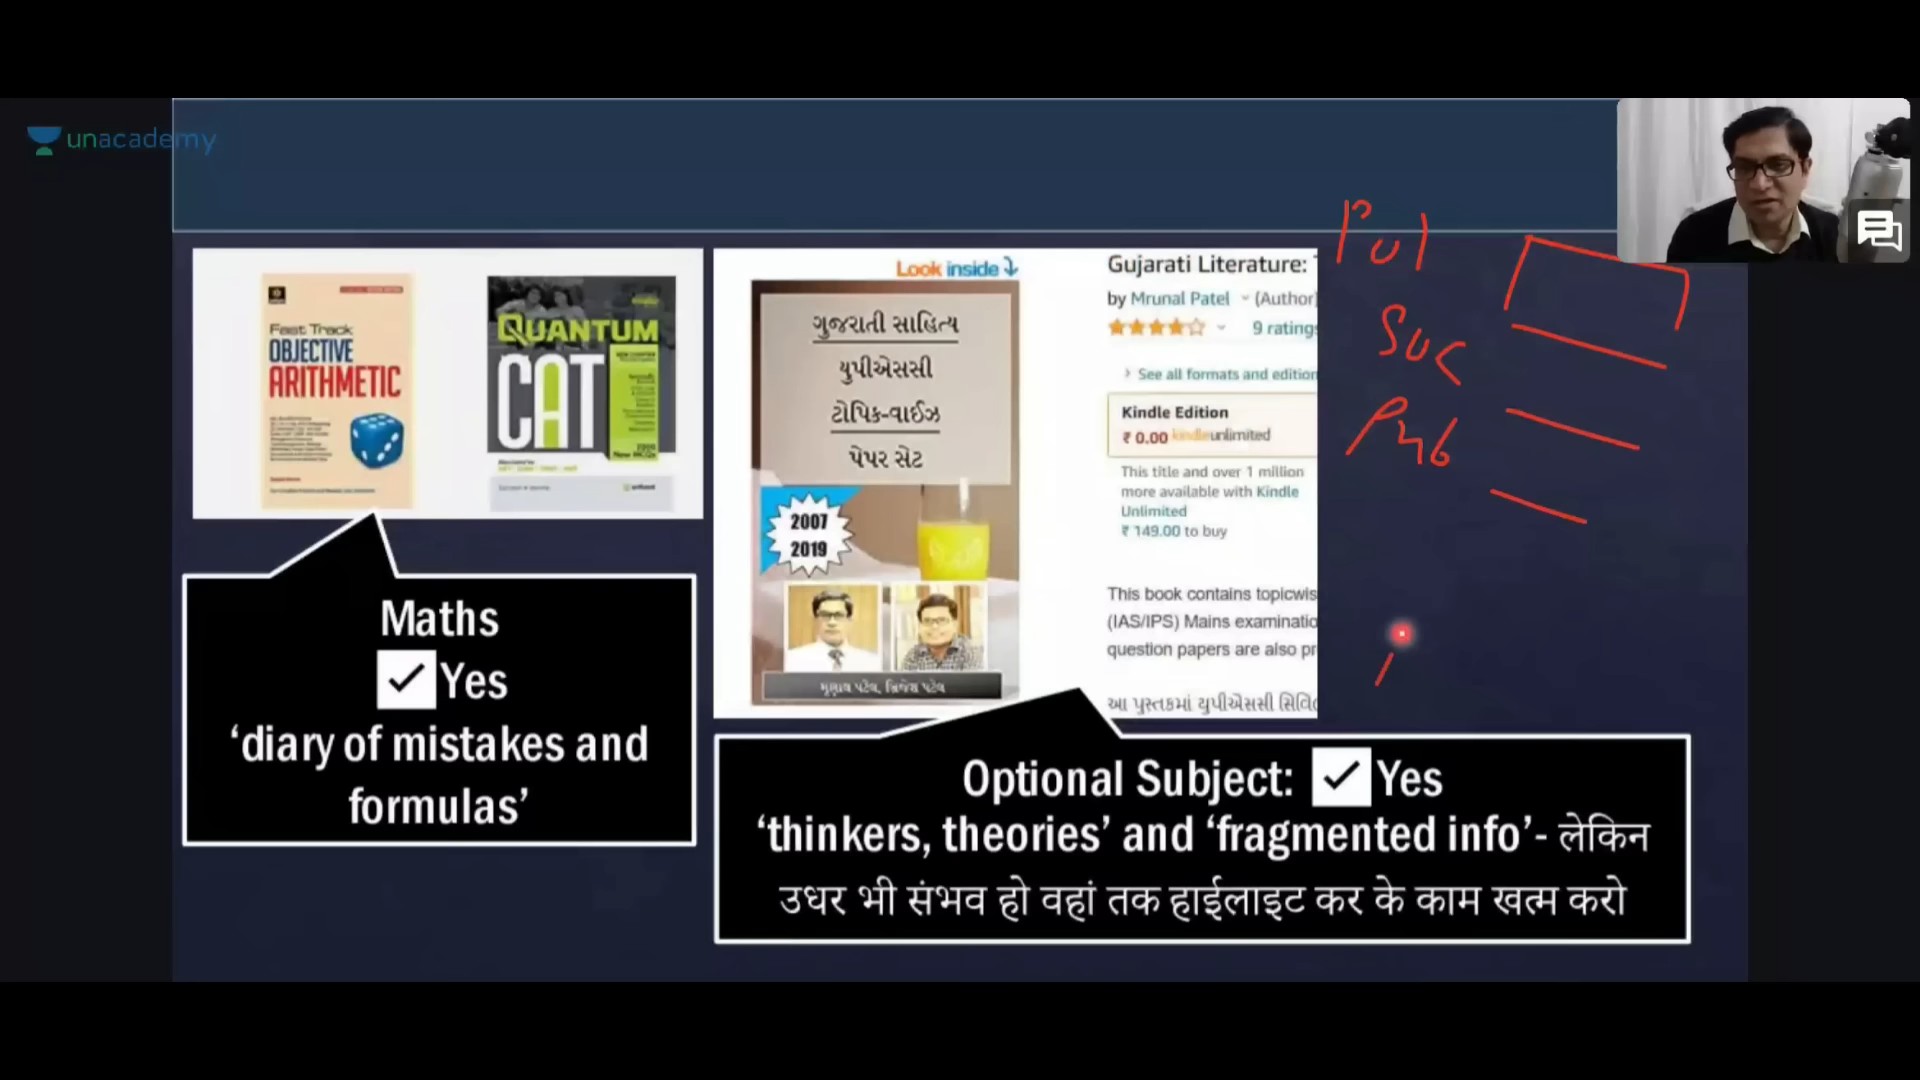 unacademy
Fast Track
OBJECTIVE
ARITHMETIC
QUANTUM
CAT
Look inside
ગુજરાતી સાહિત્ય
યુપીએસસી
ટોપિક-વાઈઝ
પેપર સેટ
2007
2019
મૃણાલ પટેલ, બ્રિજેશ પટેલ
Gujarati Literature:
by Mrunal Patel (Author)
9 ratings
See all formats and edition
Kindle Edition
₹ 0.00 kindleunlimited
This title and over 1 million
more available with Kindle
Unlimited
₹ 149.00 to buy
This book contains topicwis
(IAS/IPS) Mains examinatio
question papers are also pr
આ પુસ્તકમાં યુપીએસસી સિવિ
Pol
Soc
Pub
Maths
Yes
‘diary of mistakes and
formulas’
Optional Subject: Yes
‘thinkers, theories’ and ‘fragmented info’- लेकिन
उधर भी संभव हो वहां तक हाईलाइट कर के काम खत्म करो